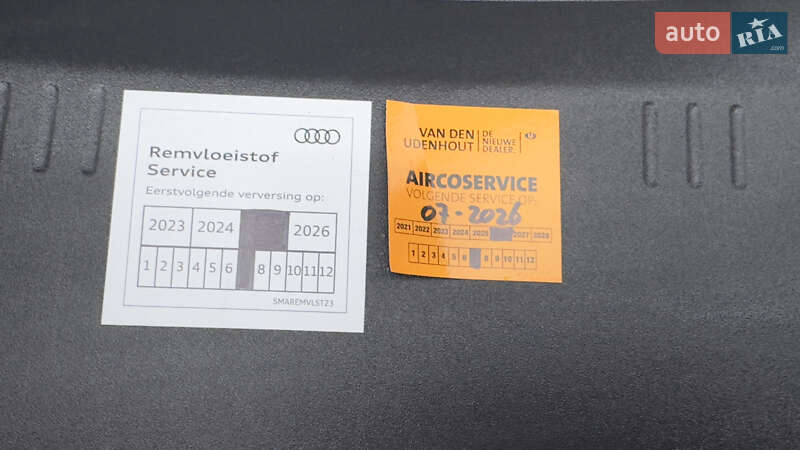 auto RIA.com
Remvloeistof
Service
Eerstvolgende verversing op:
2023 2024 2026
1 2 3 4 5 6 8 9 10 11 12
SMAREMVLSTZ3
VAN DEN
UDENHOUT
DE
NIEUWE
DEALER.
AIRCOSERVICE
VOLGENDE SERVICE OP:
07-2026
2021 2022 2023 2024 2025 2027 2028
1 2 3 4 5 6 8 9 10 11 12